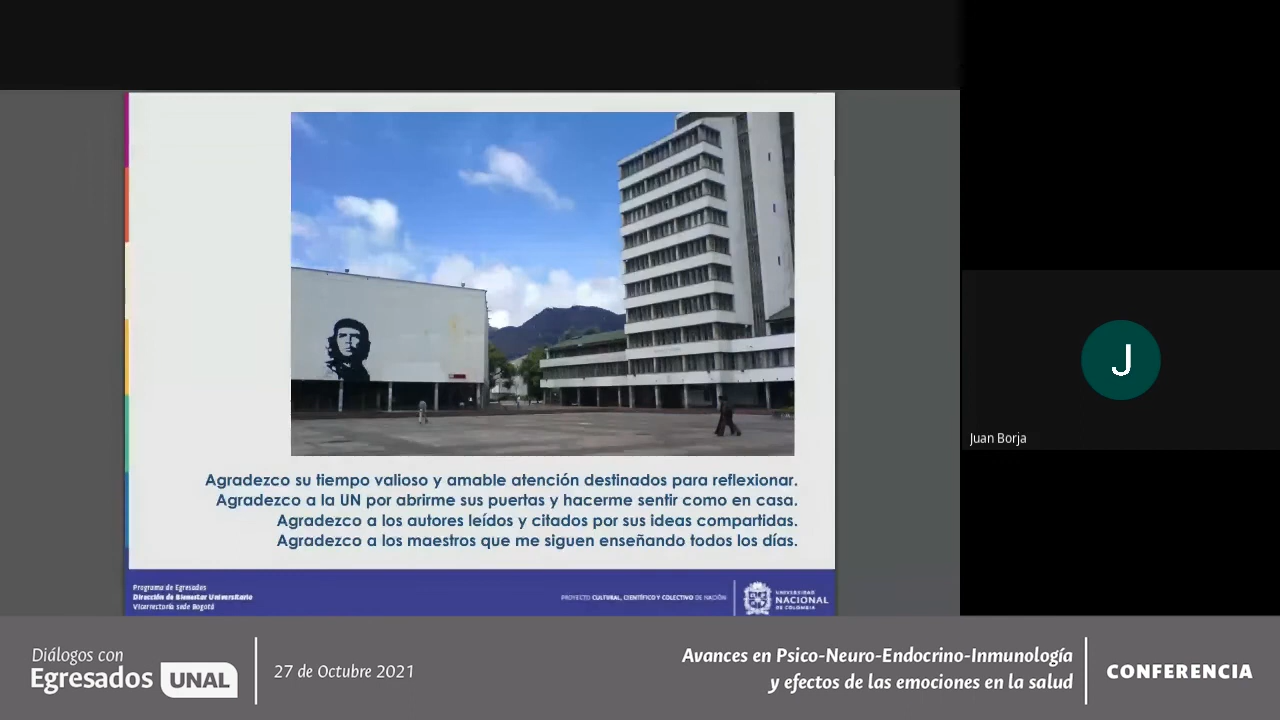 Agradezco su tiempo valioso y amable atención destinados para reflexionar.
Agradezco a la UN por abrirme sus puertas y hacerme sentir como en casa.
Agradezco a los autores leídos y citados por sus ideas compartidas.
Agradezco a los maestros que me siguen enseñando todos los días.
Programa de Egresados
Dirección de Bienestar Universitario
Vicerrectoría sede Bogotá
PROYECTO CULTURAL, CIENTÍFICO Y COLECTIVO DE NACIÓN
UNIVERSIDAD
NACIONAL
DE COLOMBIA
J
Juan Borja
Diálogos con
Egresados UNAL
27 de Octubre 2021
Avances en Psico-Neuro-Endocrino-Inmunología
y efectos de las emociones en la salud
CONFERENCIA